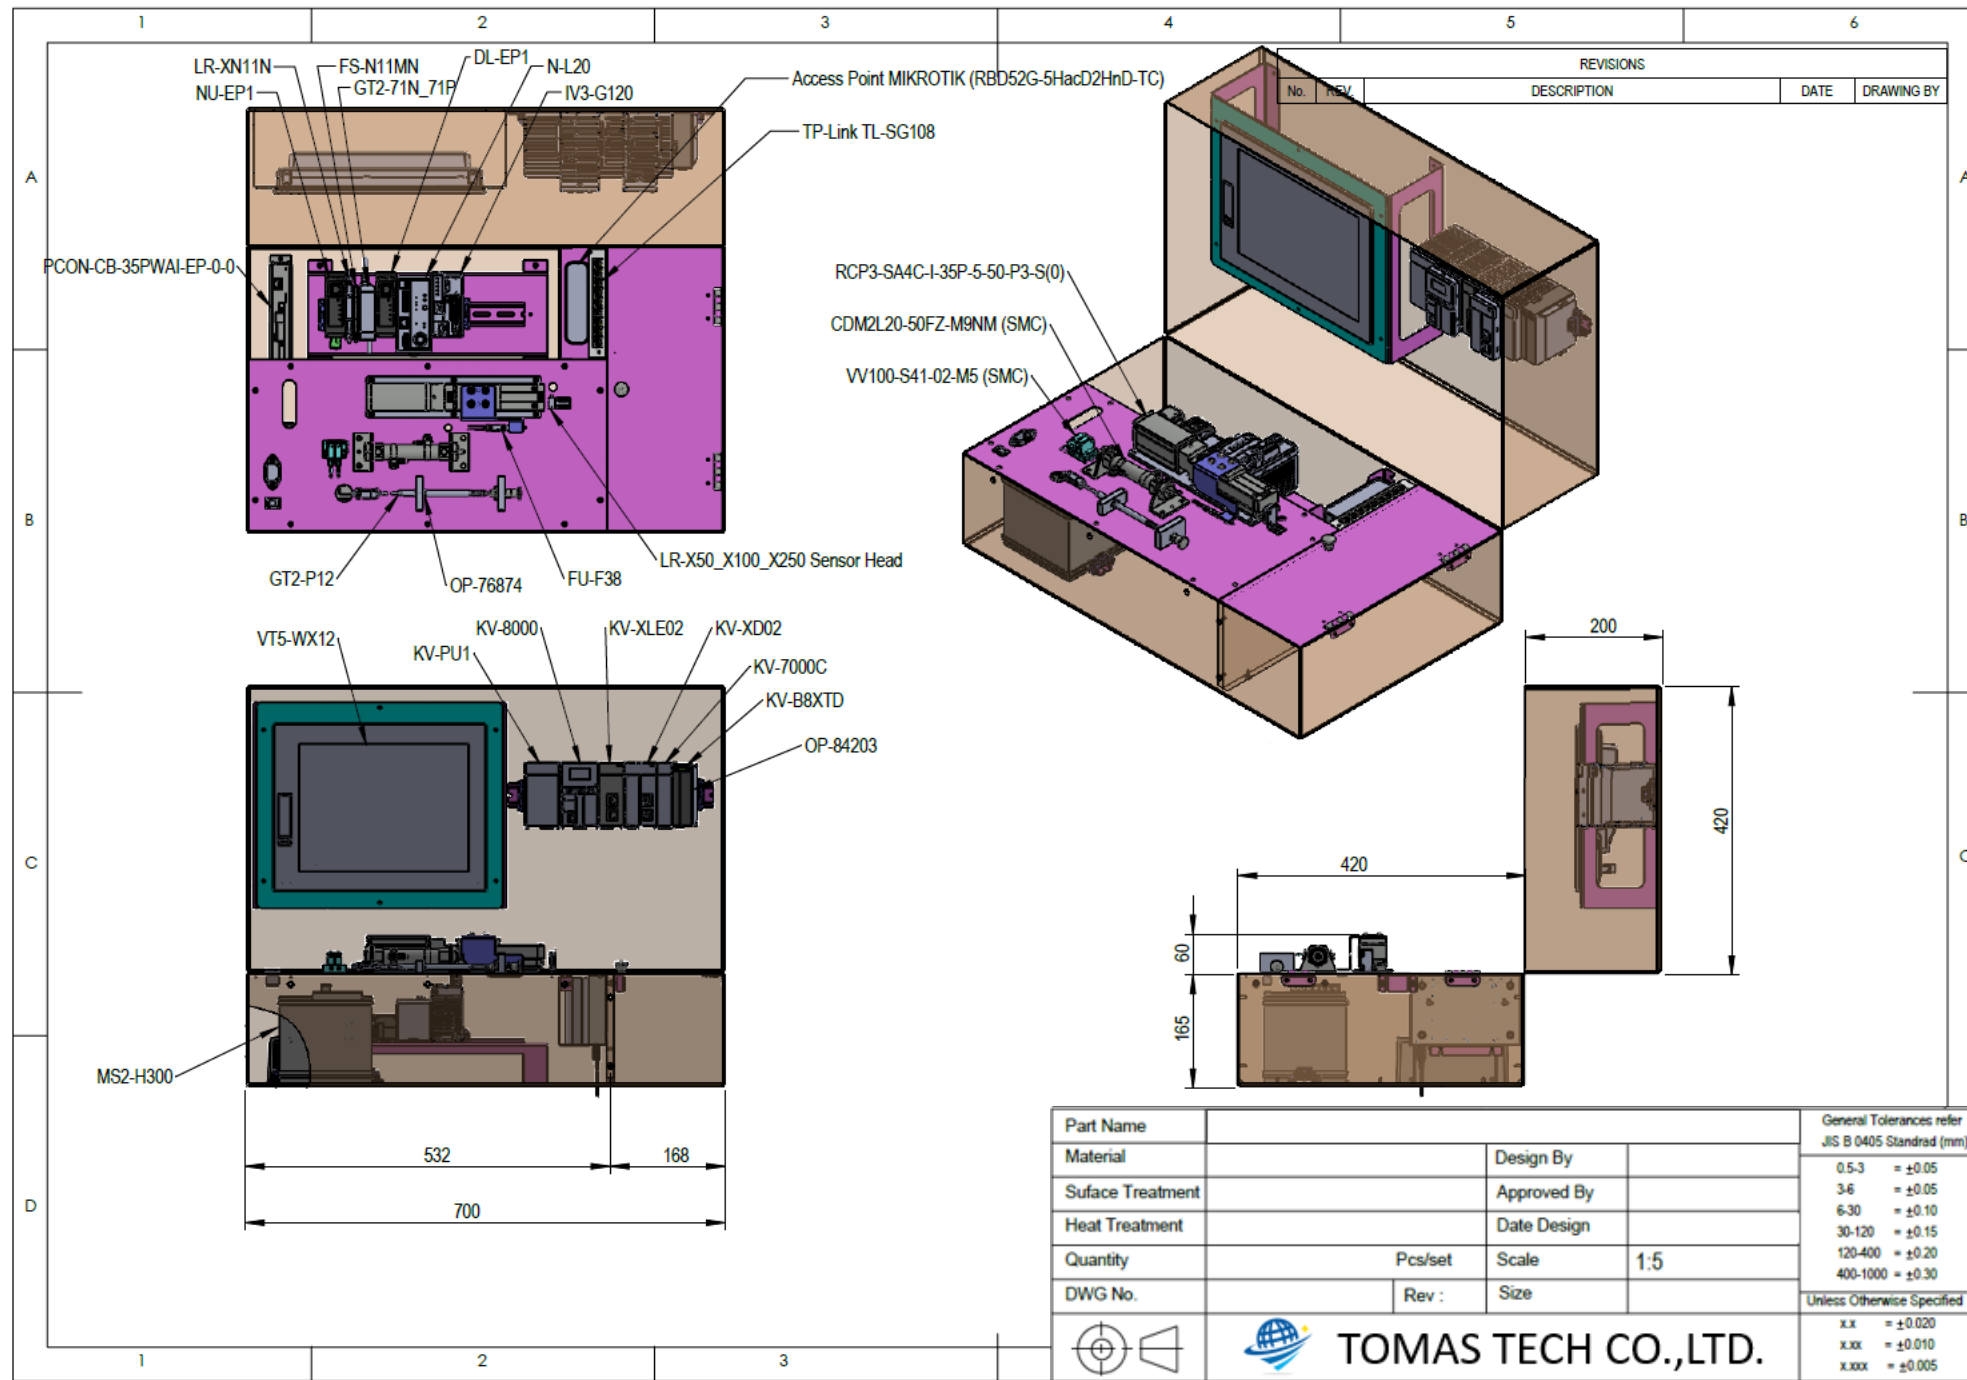 1 2 3 4 5 6
REVISIONS
No. REV. DESCRIPTION DATE DRAWING BY
A
B
C
D
A
B
LR-XN11N
NU-EP1
FS-N11MN
GT2-71N_71P
DL-EP1
N-L20
IV3-G120
Access Point MIKROTIK (RBD52G-5HacD2HnD-TC)
TP-Link TL-SG108
PCON-CB-35PWAI-EP-0-0
RCP3-SA4C-I-35P-5-50-P3-S(0)
CDM2L20-50FZ-M9NM (SMC)
VV100-S41-02-M5 (SMC)
GT2-P12
OP-76874
FU-F38
LR-X50_X100_X250 Sensor Head
VT5-WX12
KV-PU1
KV-8000
KV-XLE02
KV-XD02
KV-7000C
KV-B8XTD
OP-84203
MS2-H300
532
168
700
200
420
420
60
165
Part Name
Material
Design By
Suface Treatment
Approved By
Heat Treatment
Date Design
Quantity Pcs/set
Scale 1:5
DWG No. Rev :
Size
General Tolerances refer
JIS B 0405 Standrad (mm)
0.5-3 = ±0.05
3-6 = ±0.05
6-30 = ±0.10
30-120 = ±0.15
120-400 = ±0.20
400-1000 = ±0.30
Unless Otherwise Specified
x.x = ±0.020
x.xx = ±0.010
x.xxx = ±0.005
TOMAS TECH CO.,LTD.
1 2 3